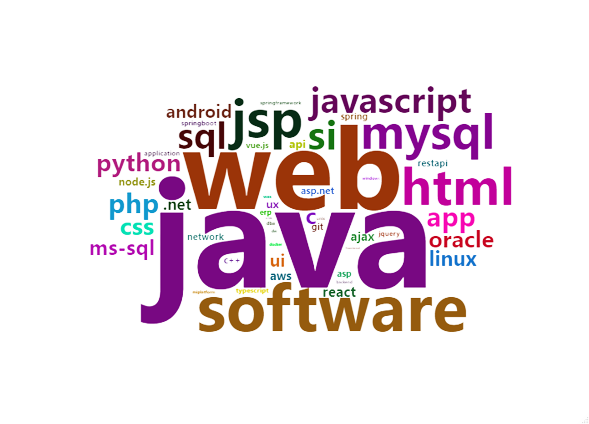 springframework
javascript
android
jsp
springboot
spring
sql
si
mysql
vue.js
api
application
web
restapi
python
node.js
asp.net
html
php
.net
ux
c
app
erp
css
git
java
network
ajax
jquery
oracle
ms-sql
c++
ui
linux
aws
asp
typescript
react
software